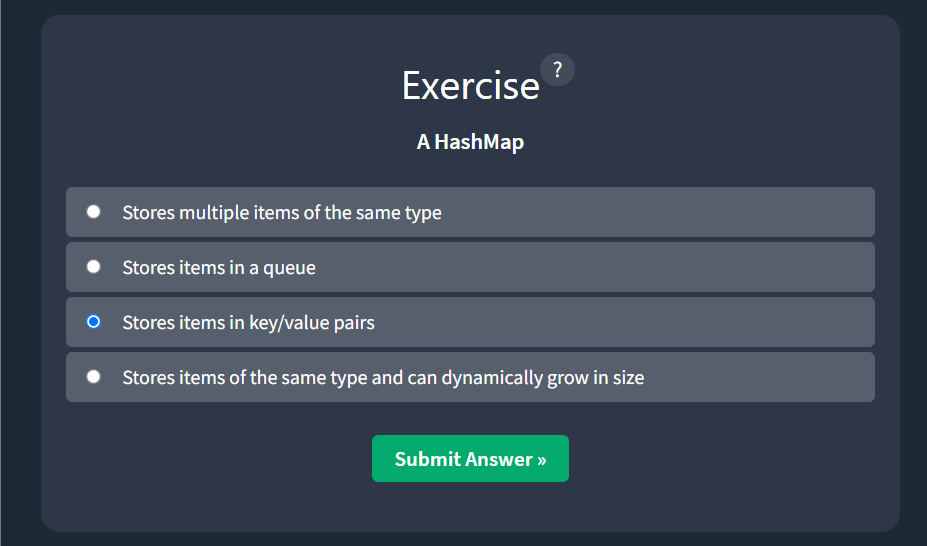 Exercise ?
A HashMap
Stores multiple items of the same type
Stores items in a queue
Stores items in key/value pairs
Stores items of the same type and can dynamically grow in size
Submit Answer »